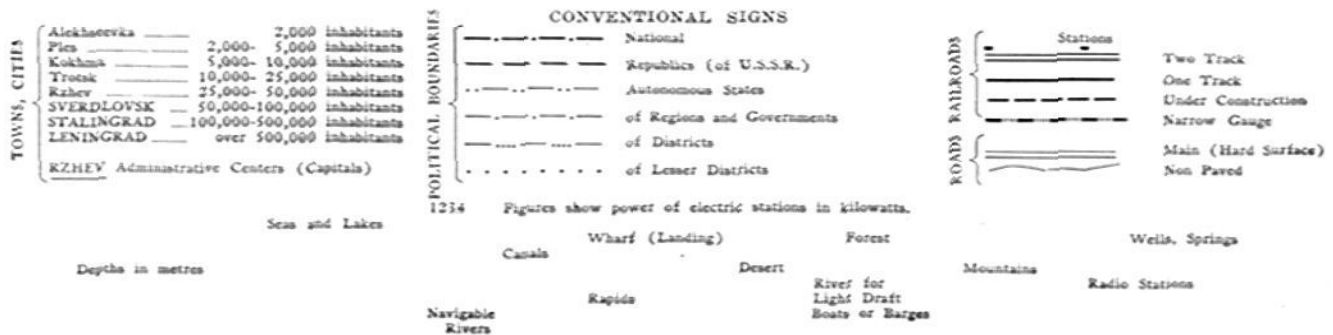 CONVENTIONAL SIGNS
TOWNS, CITIES
Alekhseevka 2,000 inhabitants
Ples 2,000- 5,000 inhabitants
Kokhma 5,000- 10,000 inhabitants
Trotsk 10,000- 25,000 inhabitants
Rzhev 25,000- 50,000 inhabitants
SVERDLOVSK 50,000-100,000 inhabitants
STALINGRAD 100,000-500,000 inhabitants
LENINGRAD over 500,000 inhabitants
RZHEV Administrative Centers (Capitals)
POLITICAL BOUNDARIES
National
Republics (of U.S.S.R.)
Autonomous States
of Regions and Governments
of Districts
of Lesser Districts
RAILROADS
Stations
Two Track
One Track
Under Construction
Narrow Gauge
ROADS
Main (Hard Surface)
Non Paved
1234 Figures show power of electric stations in kilowatts.
Seas and Lakes
Depths in metres
Canals
Wharf (Landing)
Forest
Desert
Rapids
Navigable
Rivers
River for
Light Draft
Boats or Barges
Wells, Springs
Mountains
Radio Stations